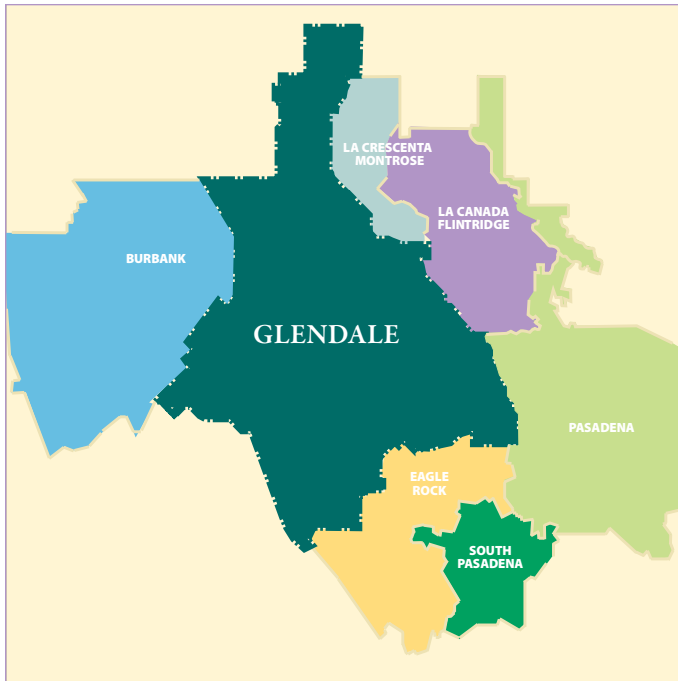 LA CRESCENTA
MONTROSE
LA CANADA
FLINTRIDGE
BURBANK
GLENDALE
PASADENA
EAGLE
ROCK
SOUTH
PASADENA